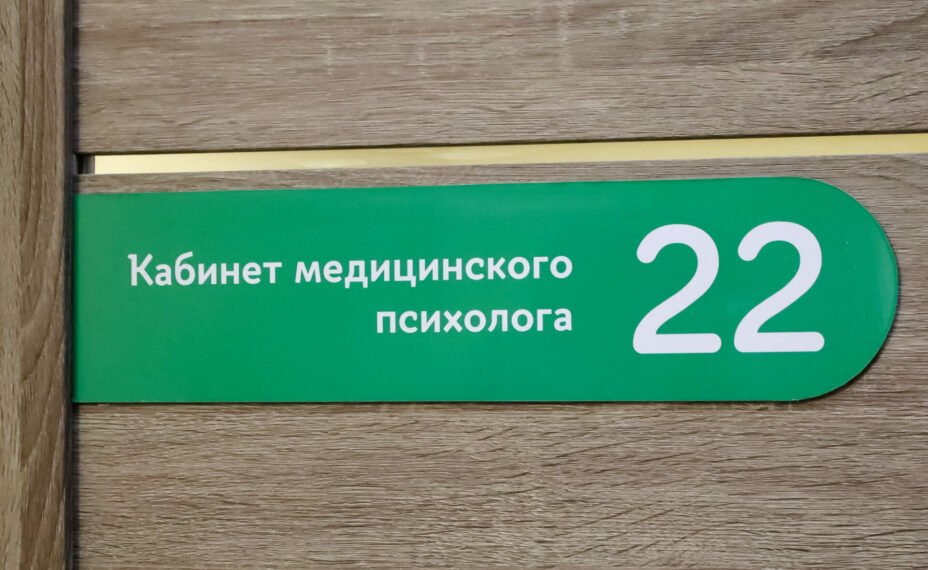 Кабинет медицинского
психолога
22